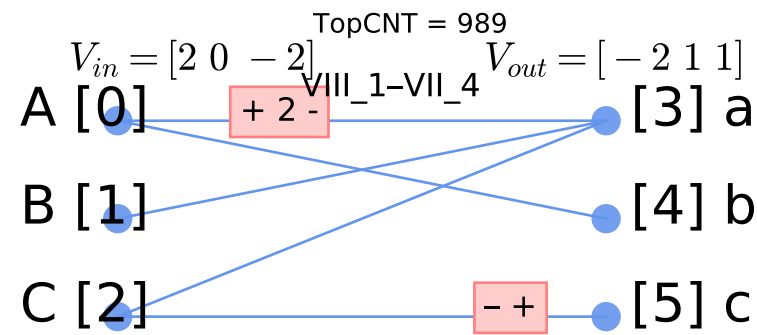 TopCNT = 989
V_in = [2 0 − 2] V_out = [− 2 1 1]
VIII_1–VII_4
A [0] + 2 - [3] a
B [1] [4] b
C [2] – + [5] c